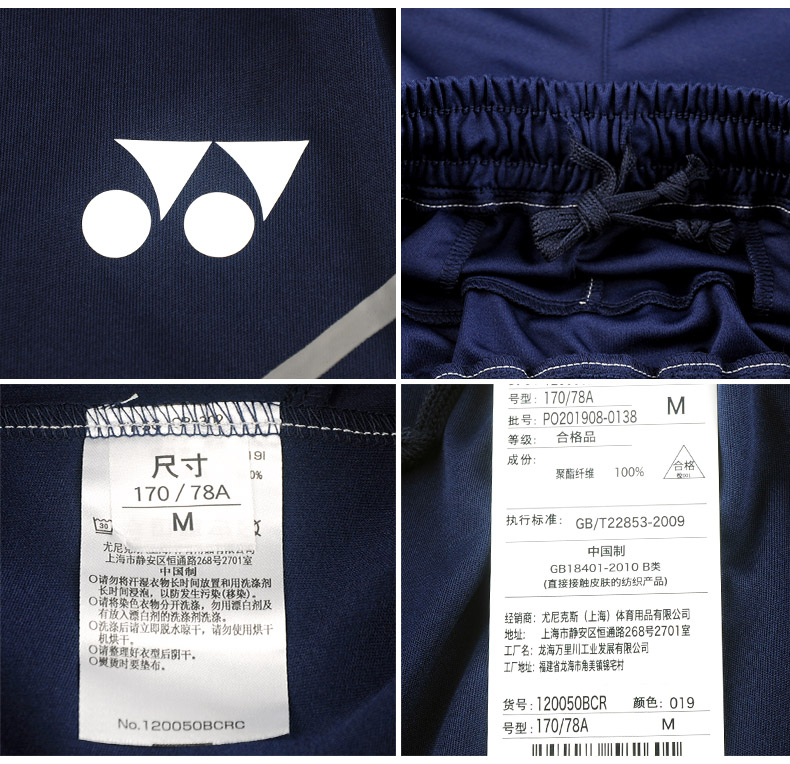 尺寸
170 / 78A
M
30
上海市静安区恒通路268号2701室
中国制
○请勿将汗湿衣物长时间放置和用洗涤剂
长时间浸泡，以防发生污染(移染)。
○请将染色衣物分开洗涤，勿用漂白剂及
有放入漂白剂的洗涤剂洗涤。
○洗涤后请立即脱水晾干、请勿使用烘干
机烘干。
○请整理好衣型后阴干。
○熨烫时要垫布。
No.120050BCRC
号型: 170/78A M
批号: PO201908-0138
等级: 合格品
成份:
聚酯纤维 100%
合格
执行标准: GB/T22853-2009
中国制
GB18401-2010 B类
(直接接触皮肤的纺织产品)
经销商: 尤尼克斯（上海）体育用品有限公司
地址: 上海市静安区恒通路268号2701室
工厂名: 龙海万里川工业发展有限公司
工厂地址: 福建省龙海市角美镇锦宅村
货号: 120050BCR 颜色: 019
号型: 170/78A M